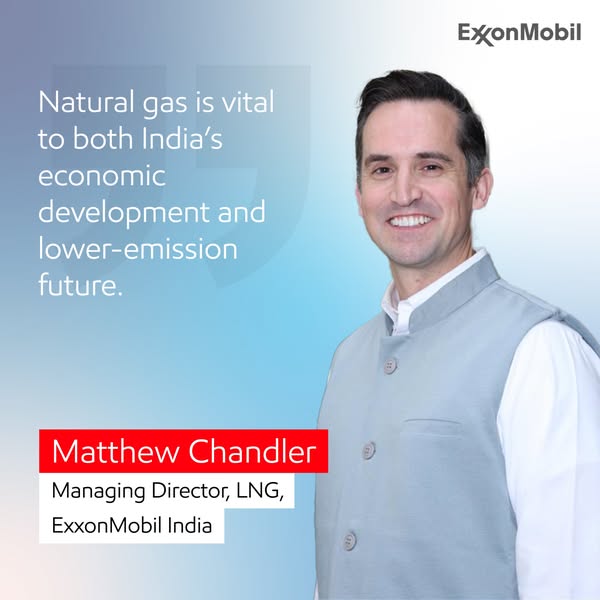 ExxonMobil
Natural gas is vital
to both India’s
economic
development and
lower-emission
future.
Matthew Chandler
Managing Director, LNG,
ExxonMobil India